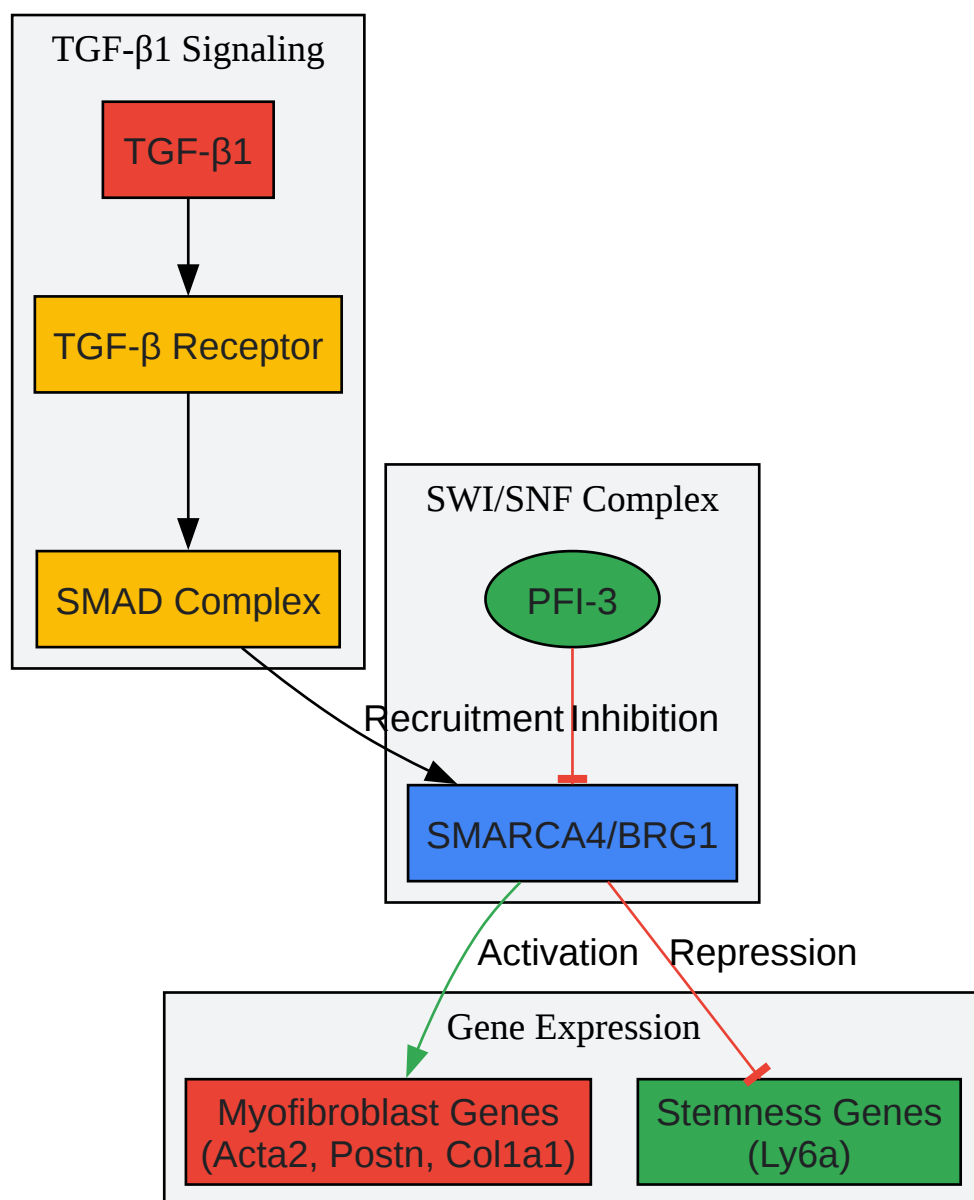 TGF-β1 Signaling
TGF-β1
TGF-β Receptor
SMAD Complex
SWI/SNF Complex
PFI-3
Recruitment
Inhibition
SMARCA4/BRG1
Activation
Repression
Gene Expression
Myofibroblast Genes
(Acta2, Postn, Col1a1)
Stemness Genes
(Ly6a)